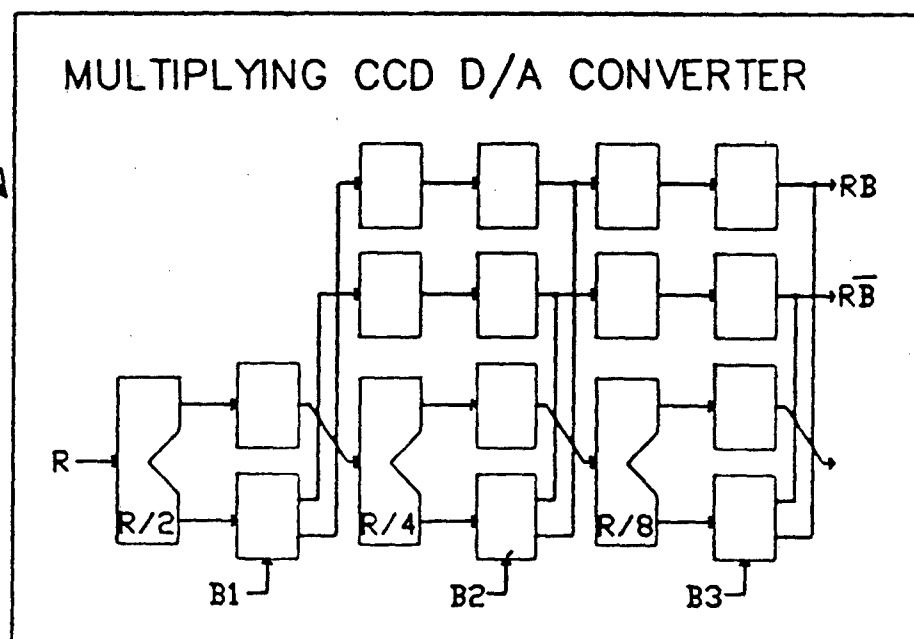 MULTIPLYING CCD D/A CONVERTER
RB
RB̅
R
R/2
R/4
R/8
B1
B2
B3